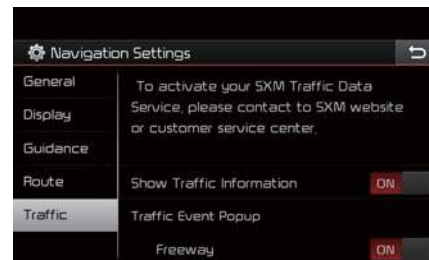 Navigation Settings
General
Display
Guidance
Route
Traffic
To activate your SXM Traffic Data
Service, please contact to SXM website
or customer service center.
Show Traffic Information ON
Traffic Event Popup
Freeway ON